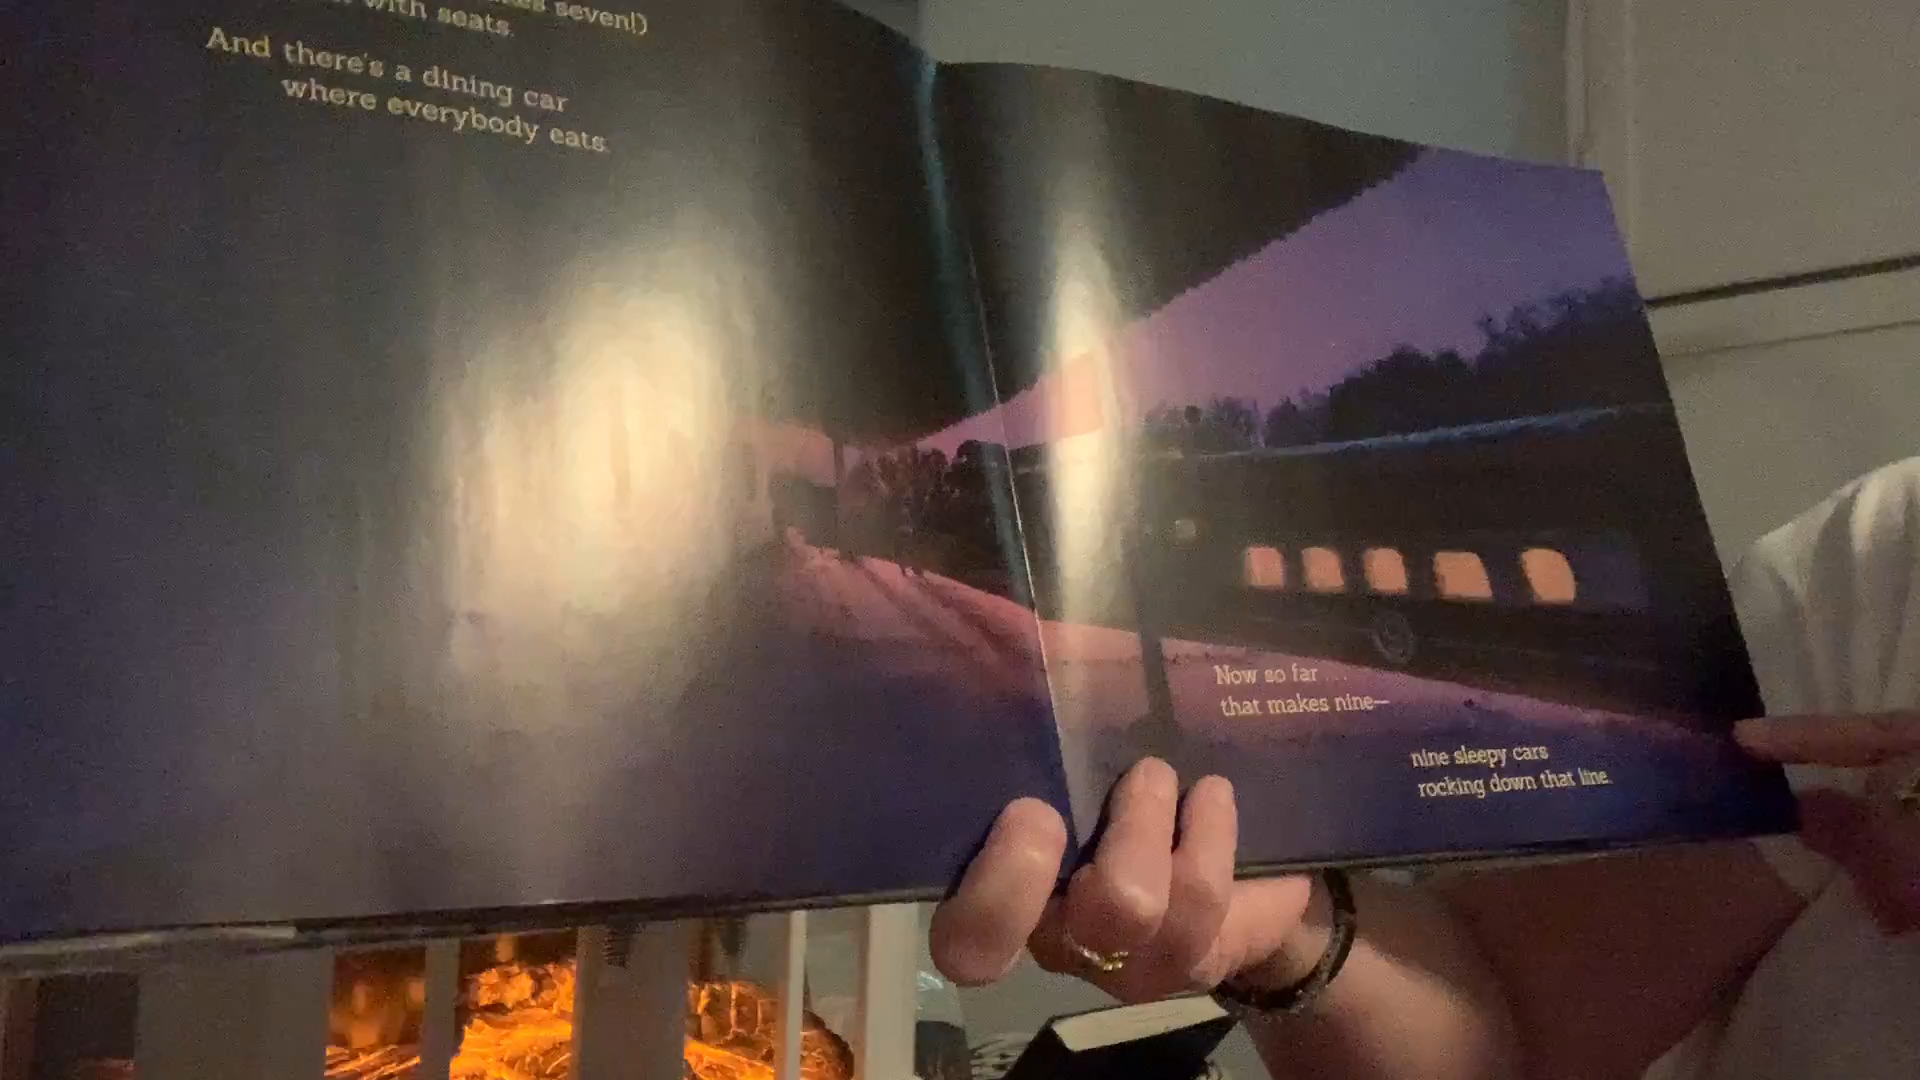 seven!)
with seats.
And there's a dining car
where everybody eats.
Now so far ...
that makes nine—
nine sleepy cars
rocking down that line.